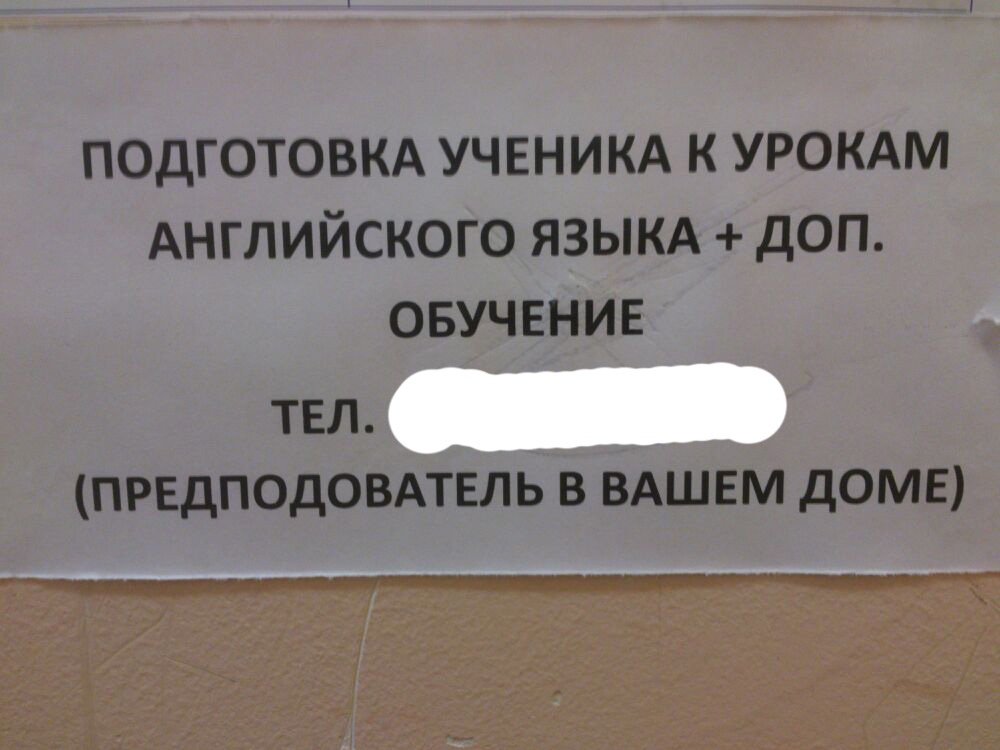 ПОДГОТОВКА УЧЕНИКА К УРОКАМ
АНГЛИЙСКОГО ЯЗЫКА + ДОП.
ОБУЧЕНИЕ
ТЕЛ.
(ПРЕДПОДОВАТЕЛЬ В ВАШЕМ ДОМЕ)